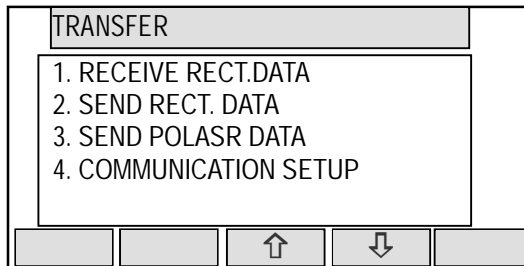 TRANSFER
1. RECEIVE RECT.DATA
2. SEND RECT. DATA
3. SEND POLASR DATA
4. COMMUNICATION SETUP